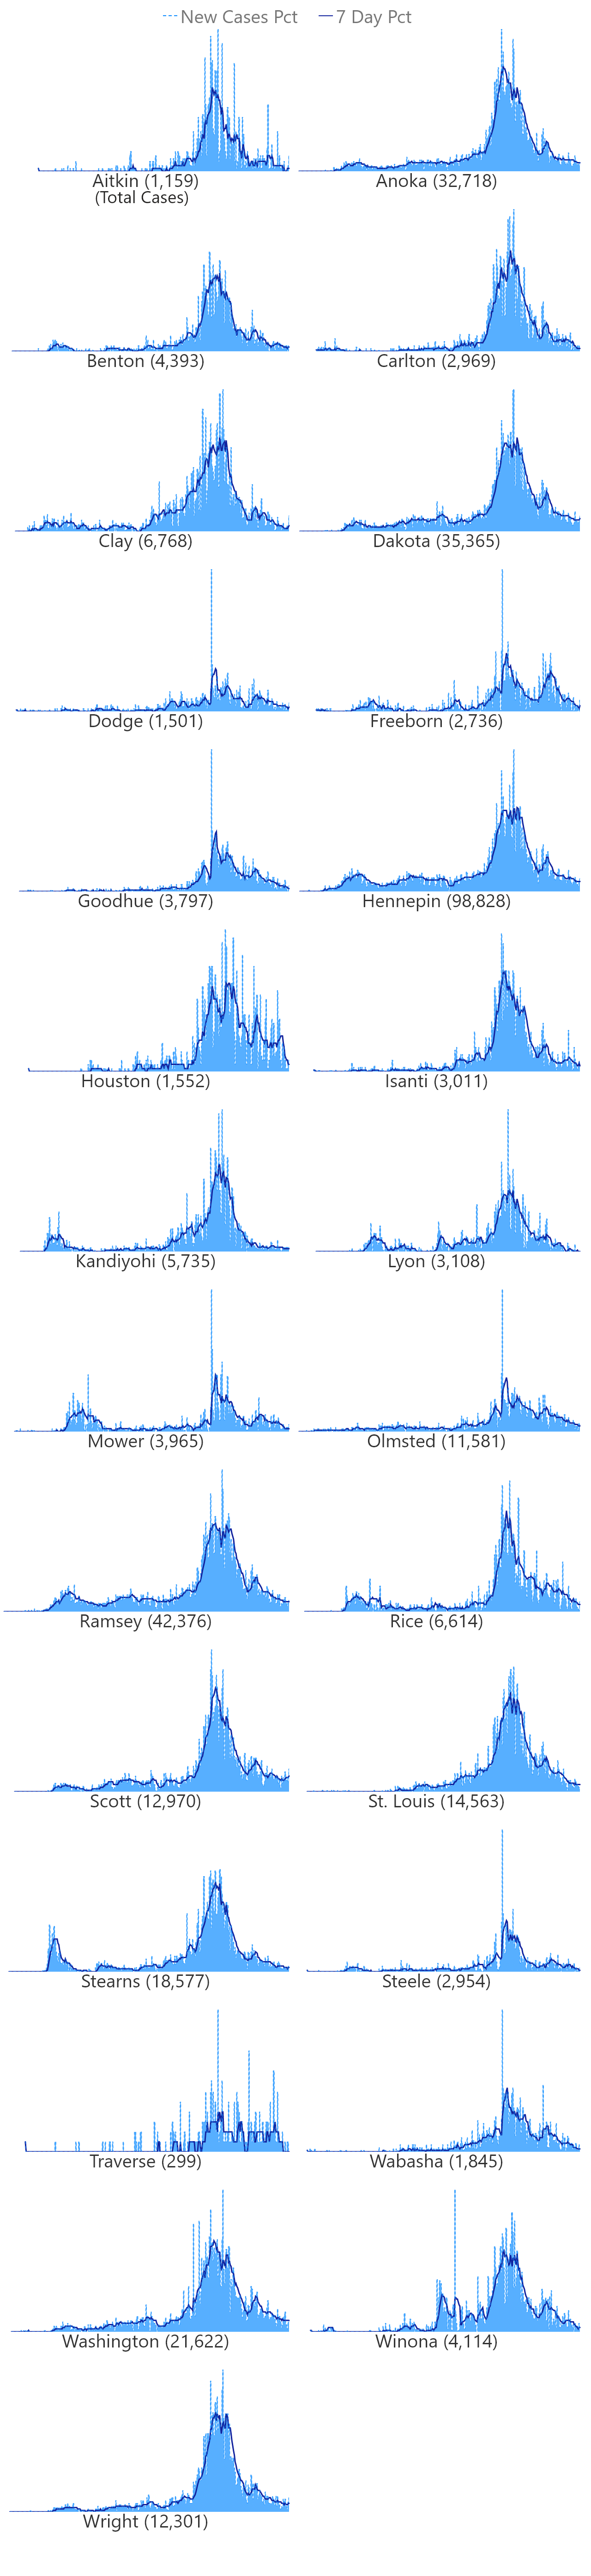 New Cases Pct 7 Day Pct
Aitkin (1,159) Anoka (32,718)
(Total Cases)
Benton (4,393) Carlton (2,969)
Clay (6,768) Dakota (35,365)
Dodge (1,501) Freeborn (2,736)
Goodhue (3,797) Hennepin (98,828)
Houston (1,552) Isanti (3,011)
Kandiyohi (5,735) Lyon (3,108)
Mower (3,965) Olmsted (11,581)
Ramsey (42,376) Rice (6,614)
Scott (12,970) St. Louis (14,563)
Stearns (18,577) Steele (2,954)
Traverse (299) Wabasha (1,845)
Washington (21,622) Winona (4,114)
Wright (12,301)